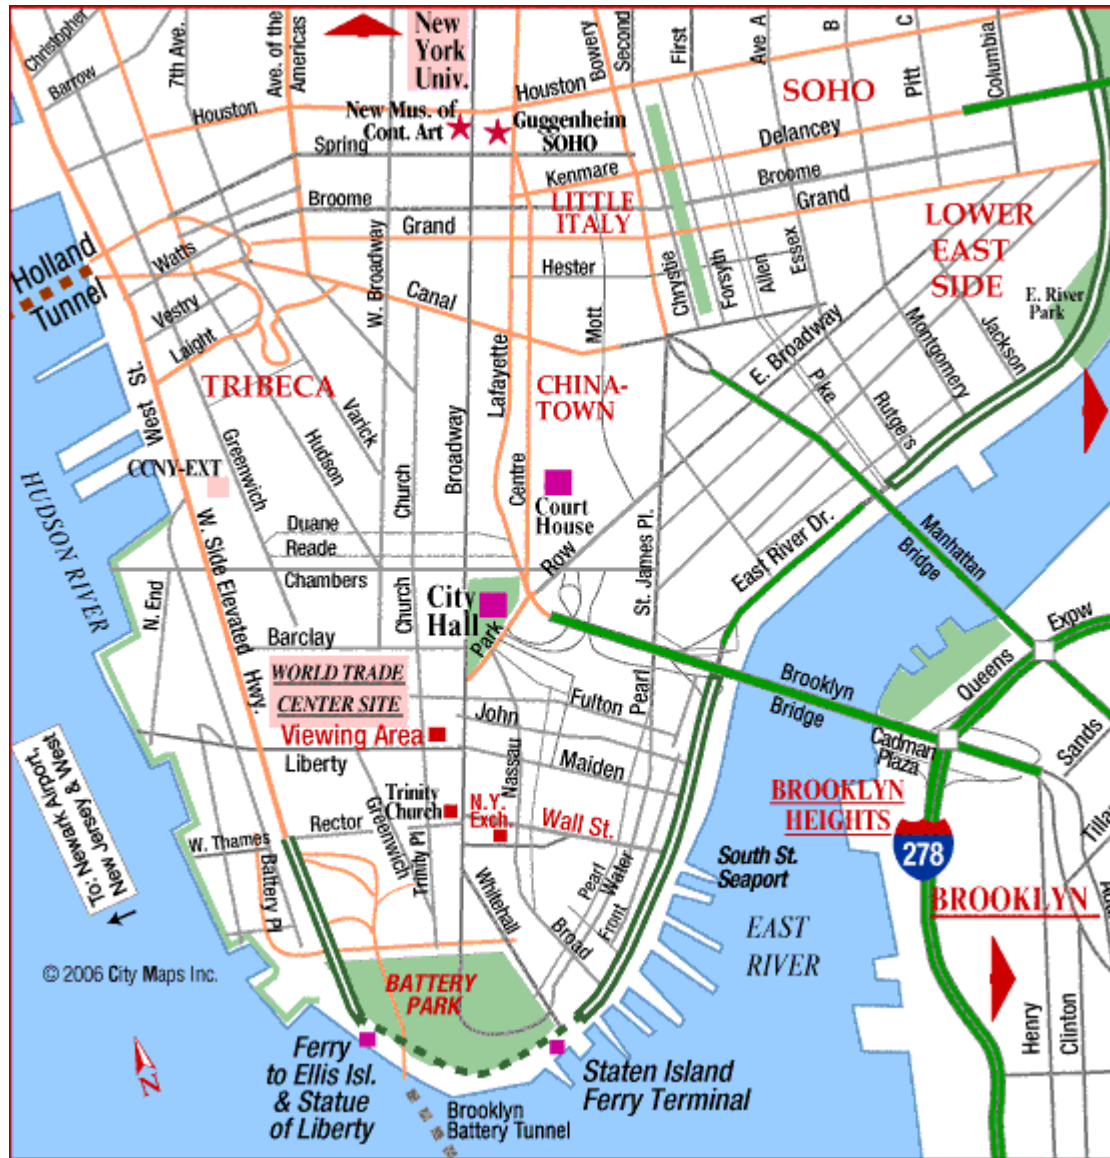 Christopher
Barrow
7th Ave.
Ave. of the
Americas
New
York
Univ.
Bowery
Second
First
Ave A
B
C
Pitt
Columbia
Houston
Houston
SOHO
New Mus. of
Cont. Art
Guggenheim
SOHO
Delancey
Spring
Kenmare
Broome
Broome
LITTLE
ITALY
Grand
Grand
LOWER
EAST
SIDE
Holland
Tunnel
Watts
Vestry
Laight
W. Broadway
Canal
Hester
Mott
Chrystie
Forsyth
Allen
Essex
E. River
Park
Montgomery
Jackson
E. Broadway
Pike
Rutgers
West St.
TRIBECA
Lafayette
CHINA-
TOWN
Varick
Hudson
Greenwich
CCNY-EXT
Church
Broadway
Centre
Court
House
HUDSON RIVER
W. Side Elevated Hwy.
Duane
Reade
Chambers
Row
St. James Pl.
East River Dr.
Manhattan
Bridge
N. End
Church
City
Hall
Park
Barclay
Expw
Queens
WORLD TRADE
CENTER SITE
Viewing Area
Brooklyn
Bridge
Cadman
Plaza
Sands
Fulton
Pearl
John
Nassau
Maiden
Liberty
To: Newark Airport,
New Jersey & West
Trinity
Church
N.Y.
Exch.
Wall St.
BROOKLYN
HEIGHTS
278
Rector
Greenwich
Trinity Pl
W. Thames
Battery Pl
Whitehall
Pearl
Water
Front
Broad
South St.
Seaport
BROOKLYN
EAST
RIVER
© 2006 City Maps Inc.
BATTERY
PARK
Henry
Clinton
N
Ferry
to Ellis Isl.
& Statue
of Liberty
Staten Island
Ferry Terminal
Brooklyn
Battery Tunnel